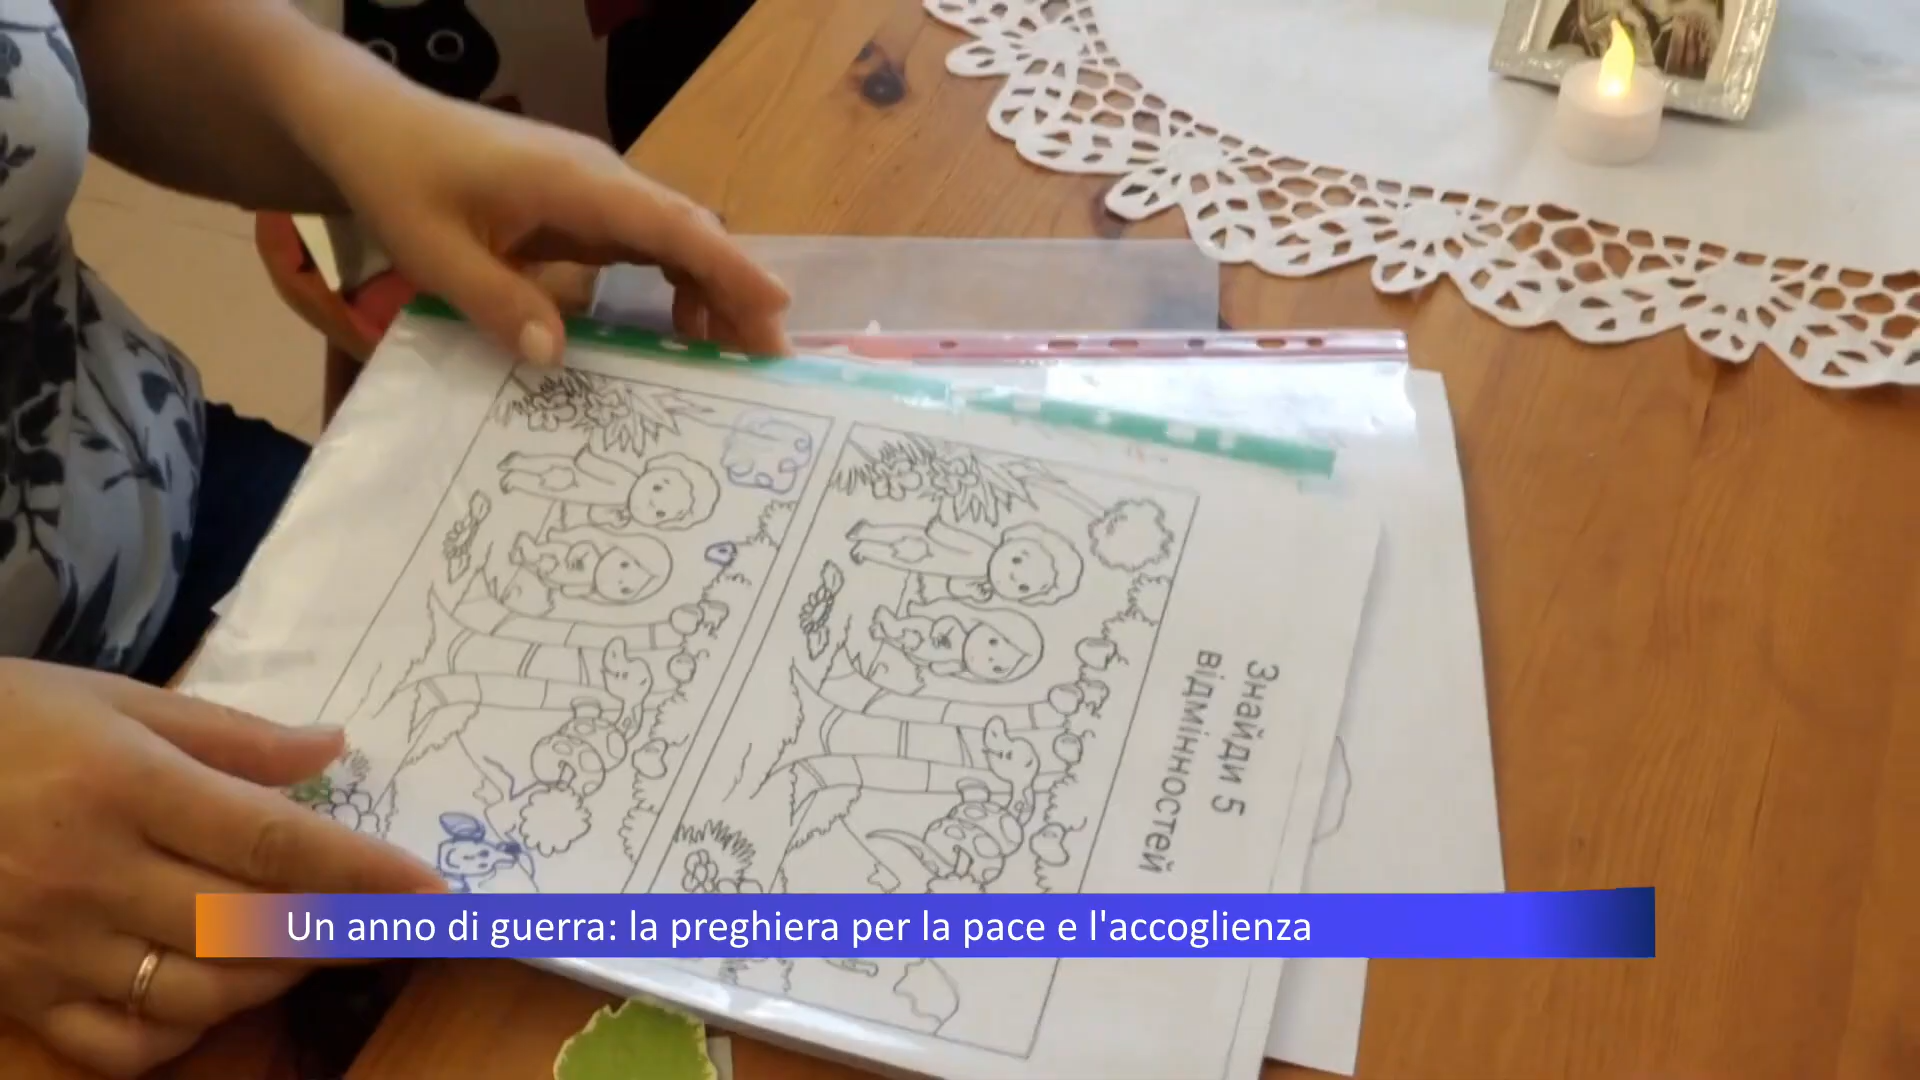 Знайди 5
відмінностей
Un anno di guerra: la preghiera per la pace e l'accoglienza